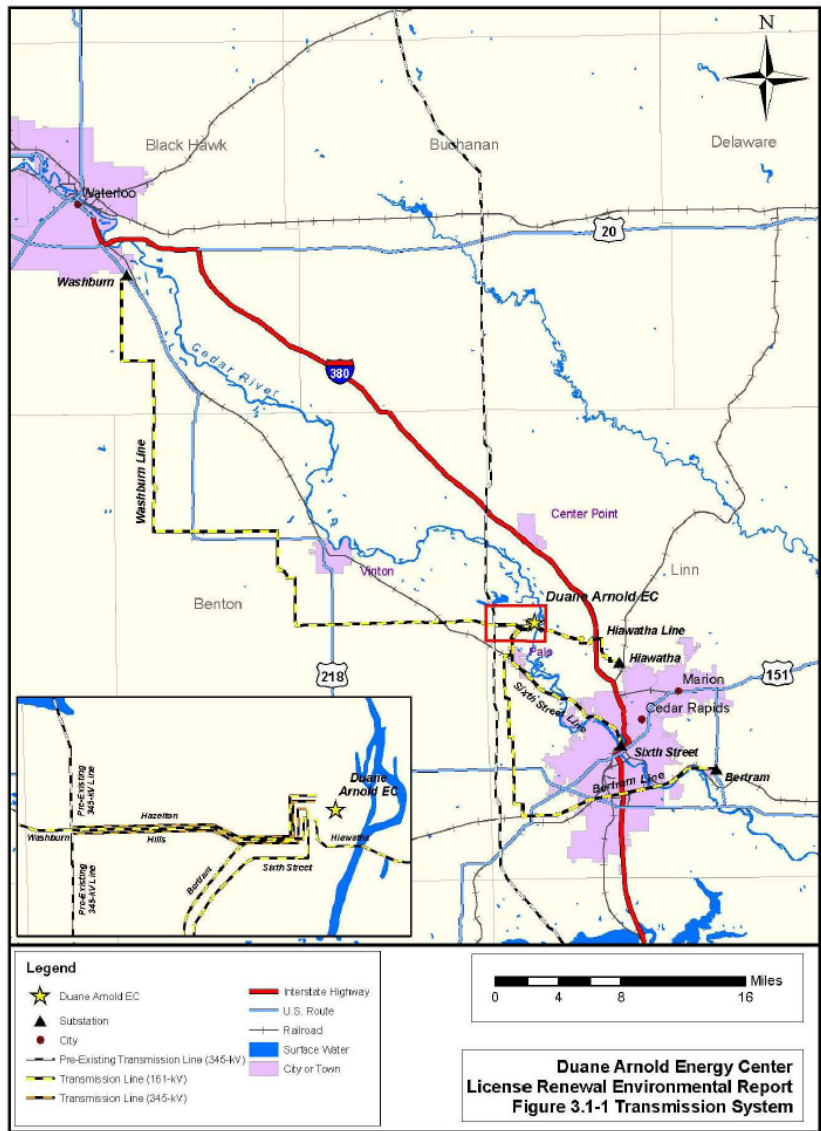 N
Black Hawk
Buchanan
Delaware
Waterloo
20
Washburn
Cedar River
380
Washburn Line
Center Point
Vinton
Linn
Benton
Duane Arnold EC
Hiawatha Line
Palo
Hiawatha
218
Sixth Street Line
Marion
151
Cedar Rapids
Sixth Street
Bertram Line
Bertram
Pre-Existing
345-kV Line
Duane
Arnold EC
Hazelton
Washburn
Hills
Hiawatha
Bertram
Sixth Street
Pre-Existing
345-kV Line
Legend
Duane Arnold EC
Substation
City
Pre-Existing Transmission Line (345-kV)
Transmission Line (161-kV)
Transmission Line (345-kV)
Interstate Highway
U.S. Route
Railroad
Surface Water
City or Town
Miles
0 4 8 16
Duane Arnold Energy Center
License Renewal Environmental Report
Figure 3.1-1 Transmission System